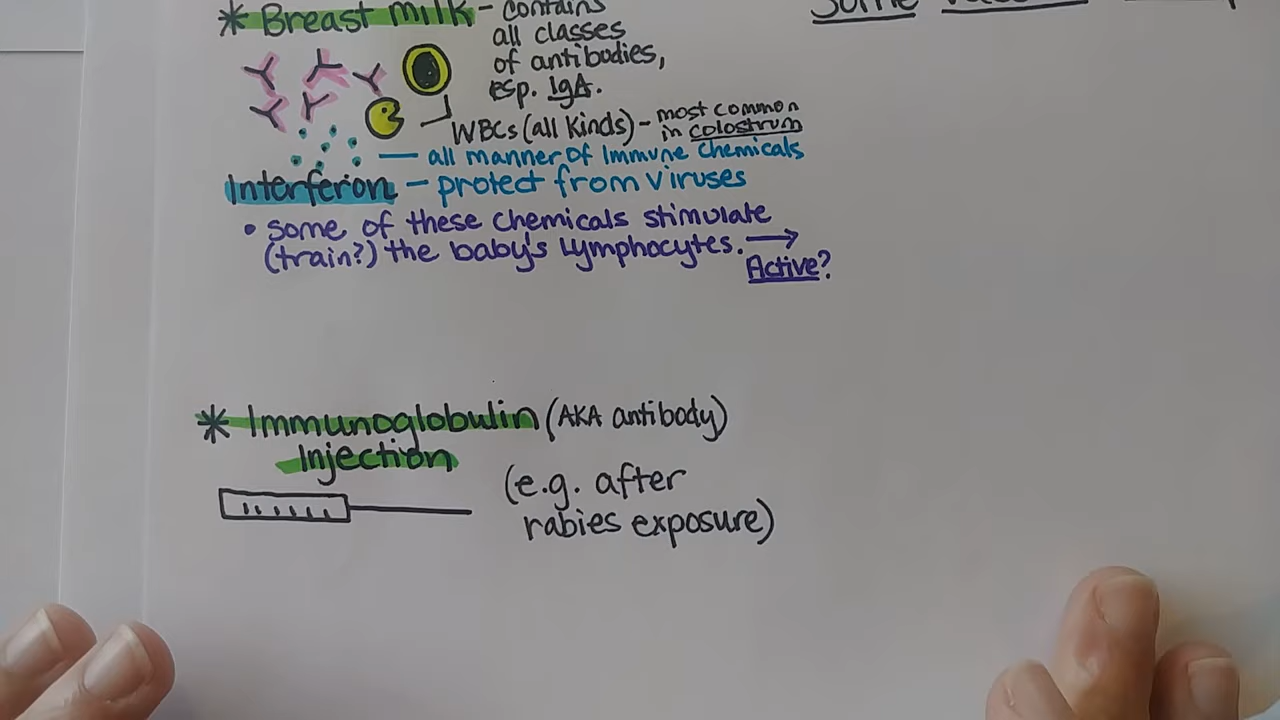 * Breast milk - contains
all classes
of antibodies,
esp. IgA.
WBCs (all kinds) - most common
in colostrum
— all manner of Immune chemicals
Interferon - protect from viruses
• some of these chemicals stimulate
(train?) the baby's lymphocytes. →
Active?
* Immunoglobulin (AKA antibody)
Injection
(e.g. after
rabies exposure)
Some